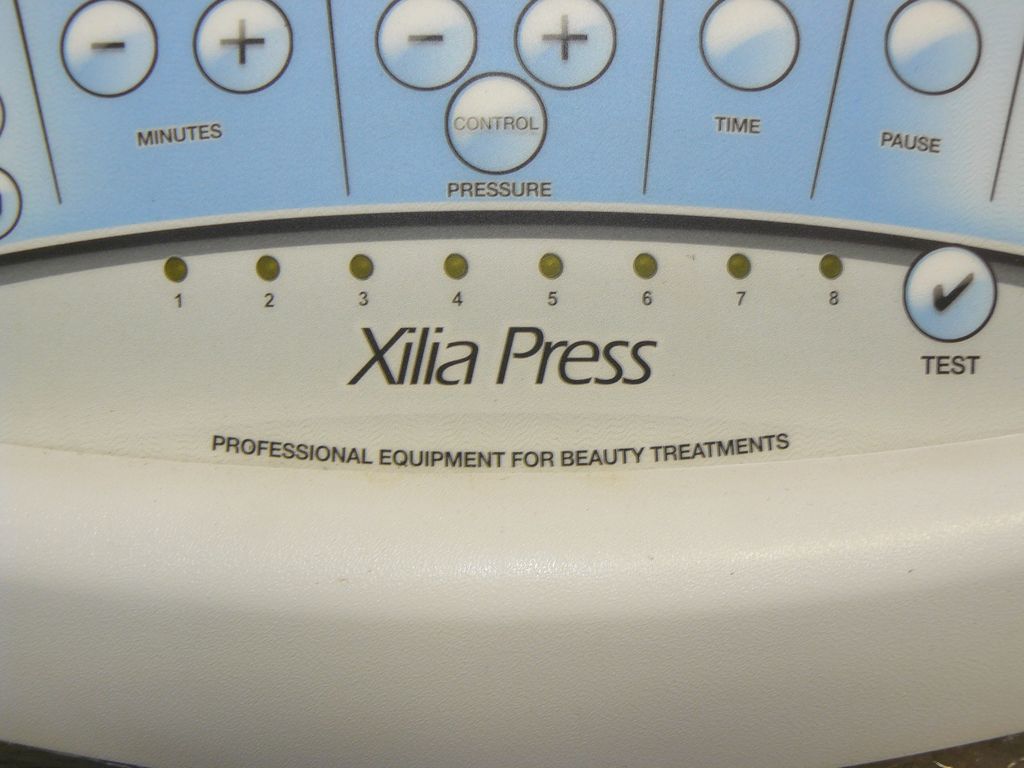 − + − +
CONTROL
MINUTES PRESSURE TIME PAUSE
1 2 3 4 5 6 7 8
TEST
Xilia Press
PROFESSIONAL EQUIPMENT FOR BEAUTY TREATMENTS